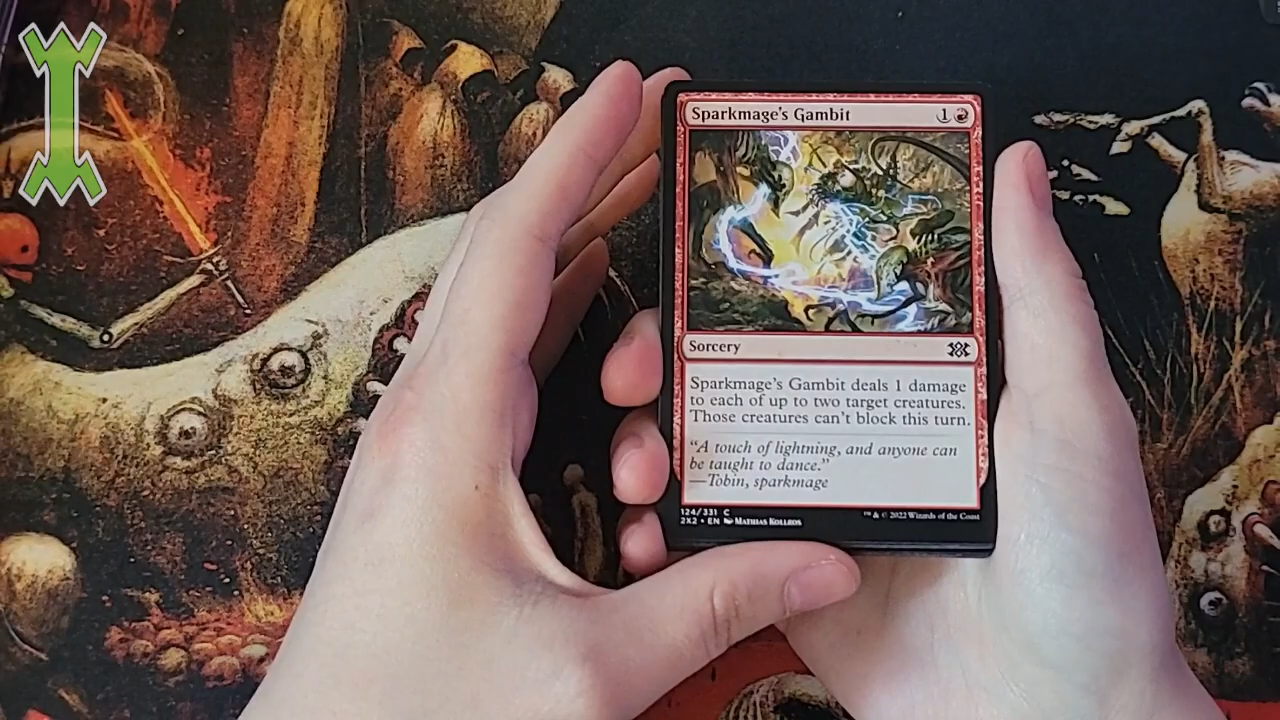 Sparkmage's Gambit 1
Sorcery
Sparkmage's Gambit deals 1 damage
to each of up to two target creatures.
Those creatures can't block this turn.
“A touch of lightning, and anyone can
be taught to dance.”
—Tobin, sparkmage
124/331 C
2X2 • EN Mathias Kollros
™ & © 2022 Wizards of the Coast